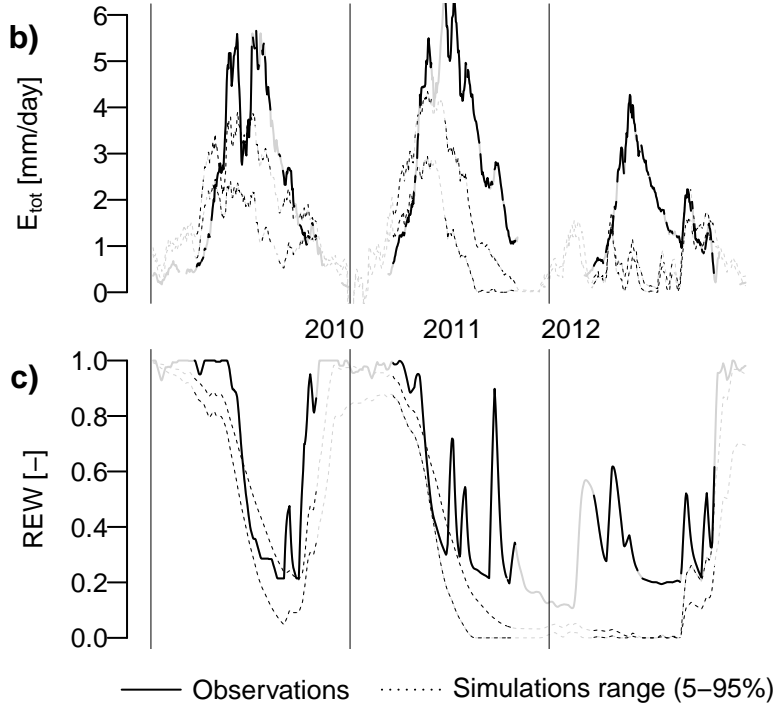 b)
E_tot [mm/day]
6
5
4
3
2
1
0
2010 2011 2012
c)
REW [−]
1.0
0.8
0.6
0.4
0.2
0.0
Observations Simulations range (5−95%)